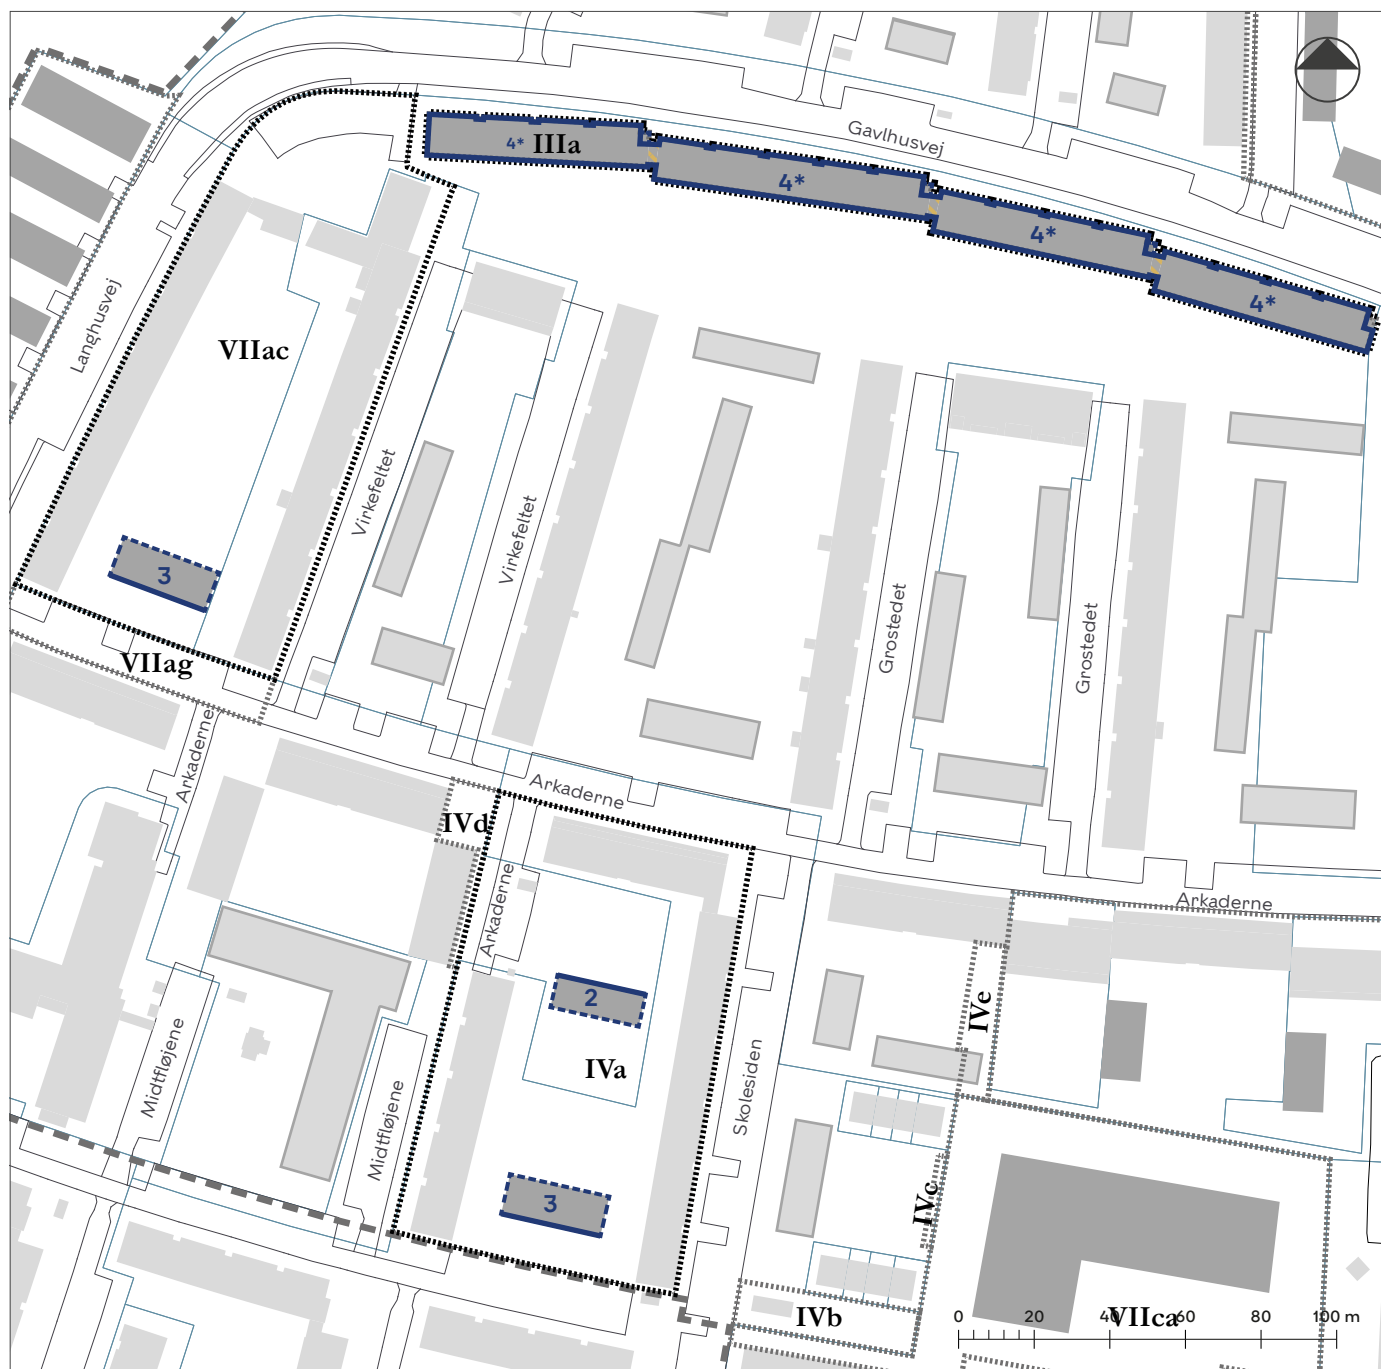 Gavlhusvej
4* IIIa
4*
4*
4*
Langhusvej
VIIac
Virkefeltet
Virkefeltet
3
Grostedet
Grostedet
VIIag
Arkaderne
Arkaderne
IVd
Arkaderne
Arkaderne
2
IVe
IVa
Midtfløjene
Midtfløjene
Skolesiden
3
IVc
IVb
VIIca
0 20 40 60 80 100 m